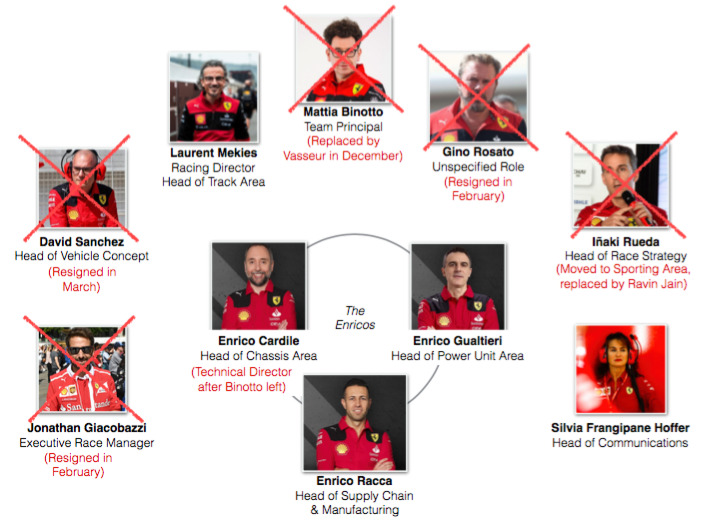 Mattia Binotto
Team Principal
(Replaced by
Vasseur in December)
Laurent Mekies
Racing Director
Head of Track Area
Gino Rosato
Unspecified Role
(Resigned in
February)
David Sanchez
Head of Vehicle Concept
(Resigned in
March)
Iñaki Rueda
Head of Race Strategy
(Moved to Sporting Area,
replaced by Ravin Jain)
The
Enricos
Enrico Cardile
Head of Chassis Area
(Technical Director
after Binotto left)
Enrico Gualtieri
Head of Power Unit Area
Jonathan Giacobazzi
Executive Race Manager
(Resigned in
February)
Enrico Racca
Head of Supply Chain
& Manufacturing
Silvia Frangipane Hoffer
Head of Communications